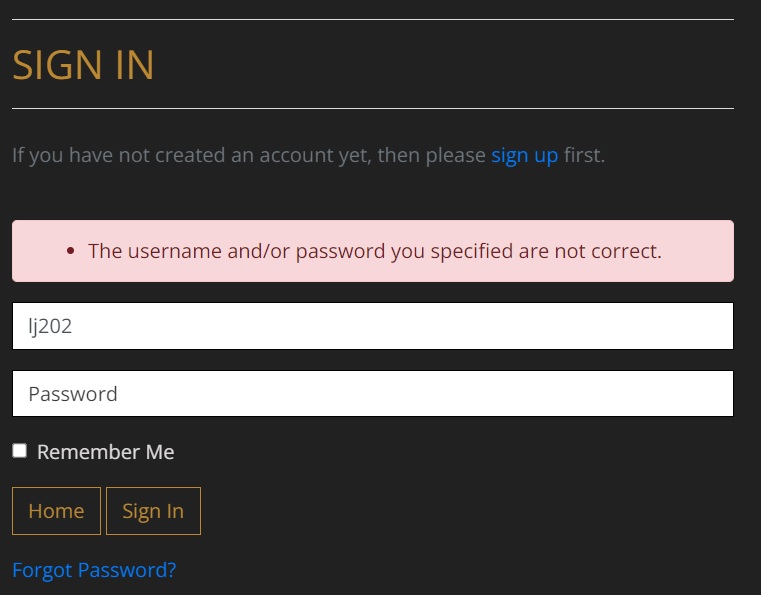 SIGN IN
If you have not created an account yet, then please sign up first.
The username and/or password you specified are not correct.
lj202
Password
Remember Me
Home Sign In
Forgot Password?